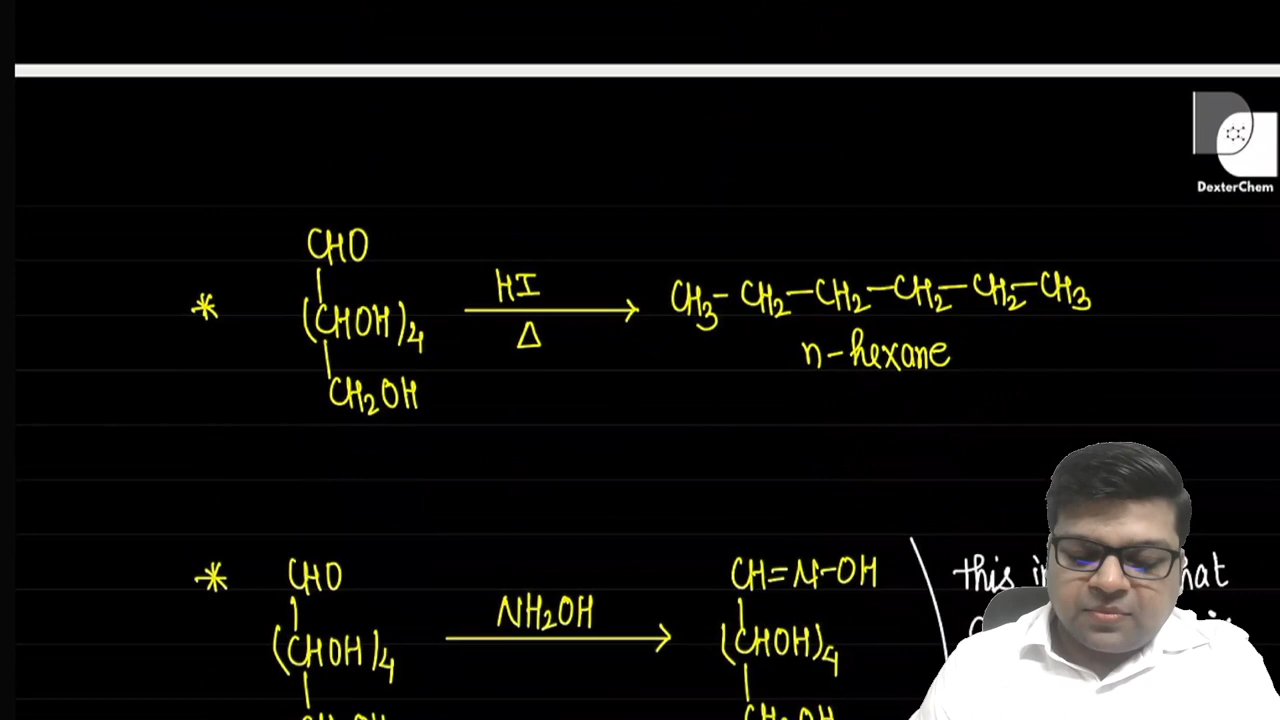 DexterChem
CHO
* (CHOH)4 HI Δ CH3-CH2-CH2-CH2-CH2-CH3
CH2OH
n-hexane
* CHO NH2OH CH=N-OH this
(CHOH)4 (CHOH)4